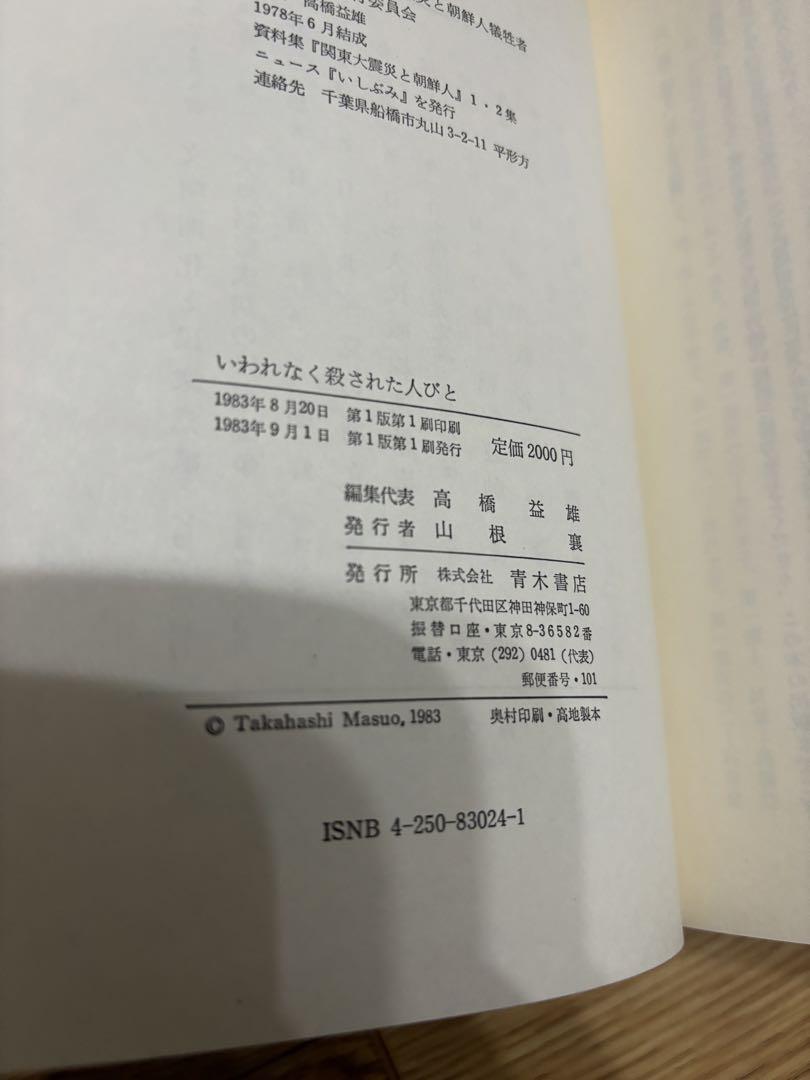 災と朝鮮人犠牲者
委員会
高橋益雄
1978年6月結成
資料集『関東大震災と朝鮮人』1・2集
ニュース『いしぶみ』を発行
連絡先 千葉県船橋市丸山3-2-11 平形方
いわれなく殺された人びと
1983年8月20日 第1版第1刷印刷
1983年9月1日 第1版第1刷発行 定価2000円
編集代表 高橋益雄
発行者 山根襄
発行所 株式会社 青木書店
東京都千代田区神田神保町1-60
振替口座・東京8-36582番
電話・東京(292)0481(代表)
郵便番号・101
© Takahashi Masuo, 1983 奥村印刷・高地製本
ISNB 4-250-83024-1